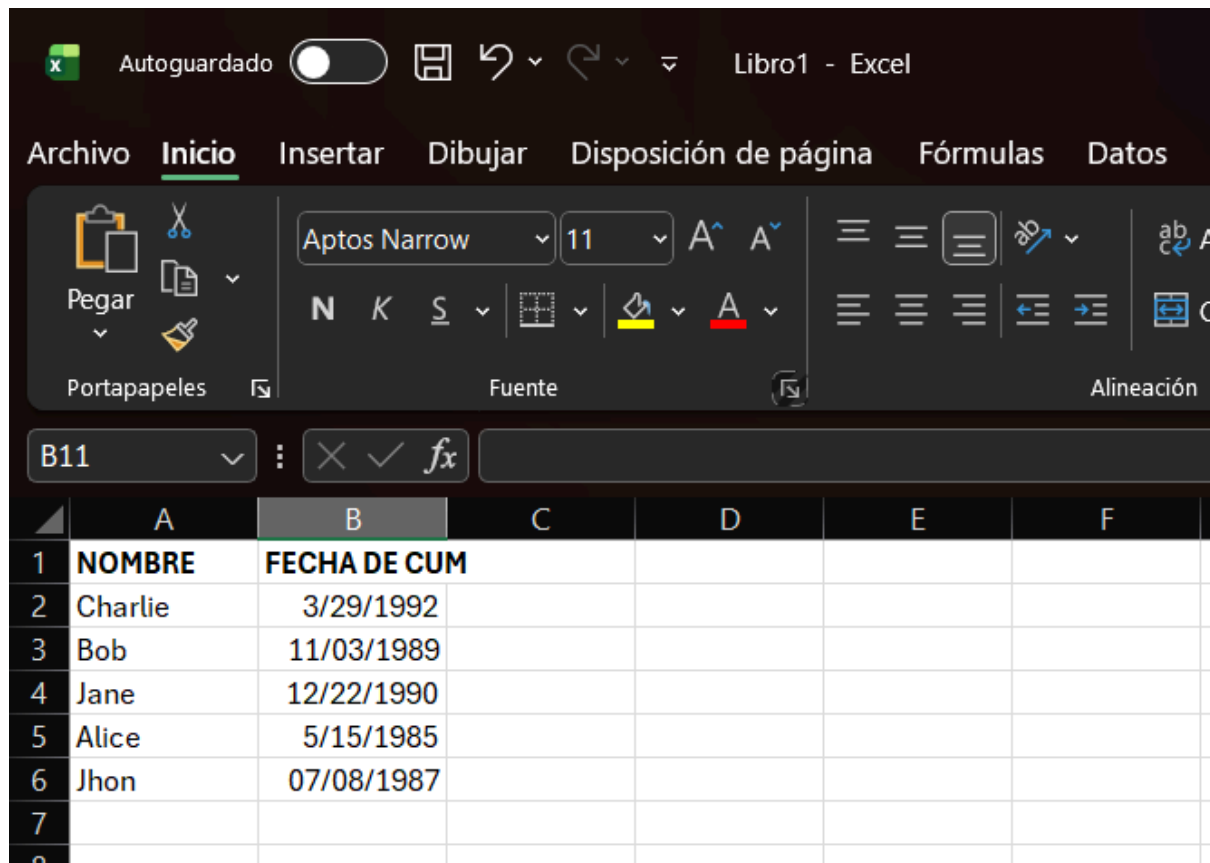 Autoguardado Libro1 - Excel
Archivo Inicio Insertar Dibujar Disposición de página Fórmulas Datos
Pegar
Aptos Narrow 11
N K S
Portapapeles Fuente Alineación
B11 fx
A B C D E F
1 NOMBRE FECHA DE CUM
2 Charlie 3/29/1992
3 Bob 11/03/1989
4 Jane 12/22/1990
5 Alice 5/15/1985
6 Jhon 07/08/1987
7